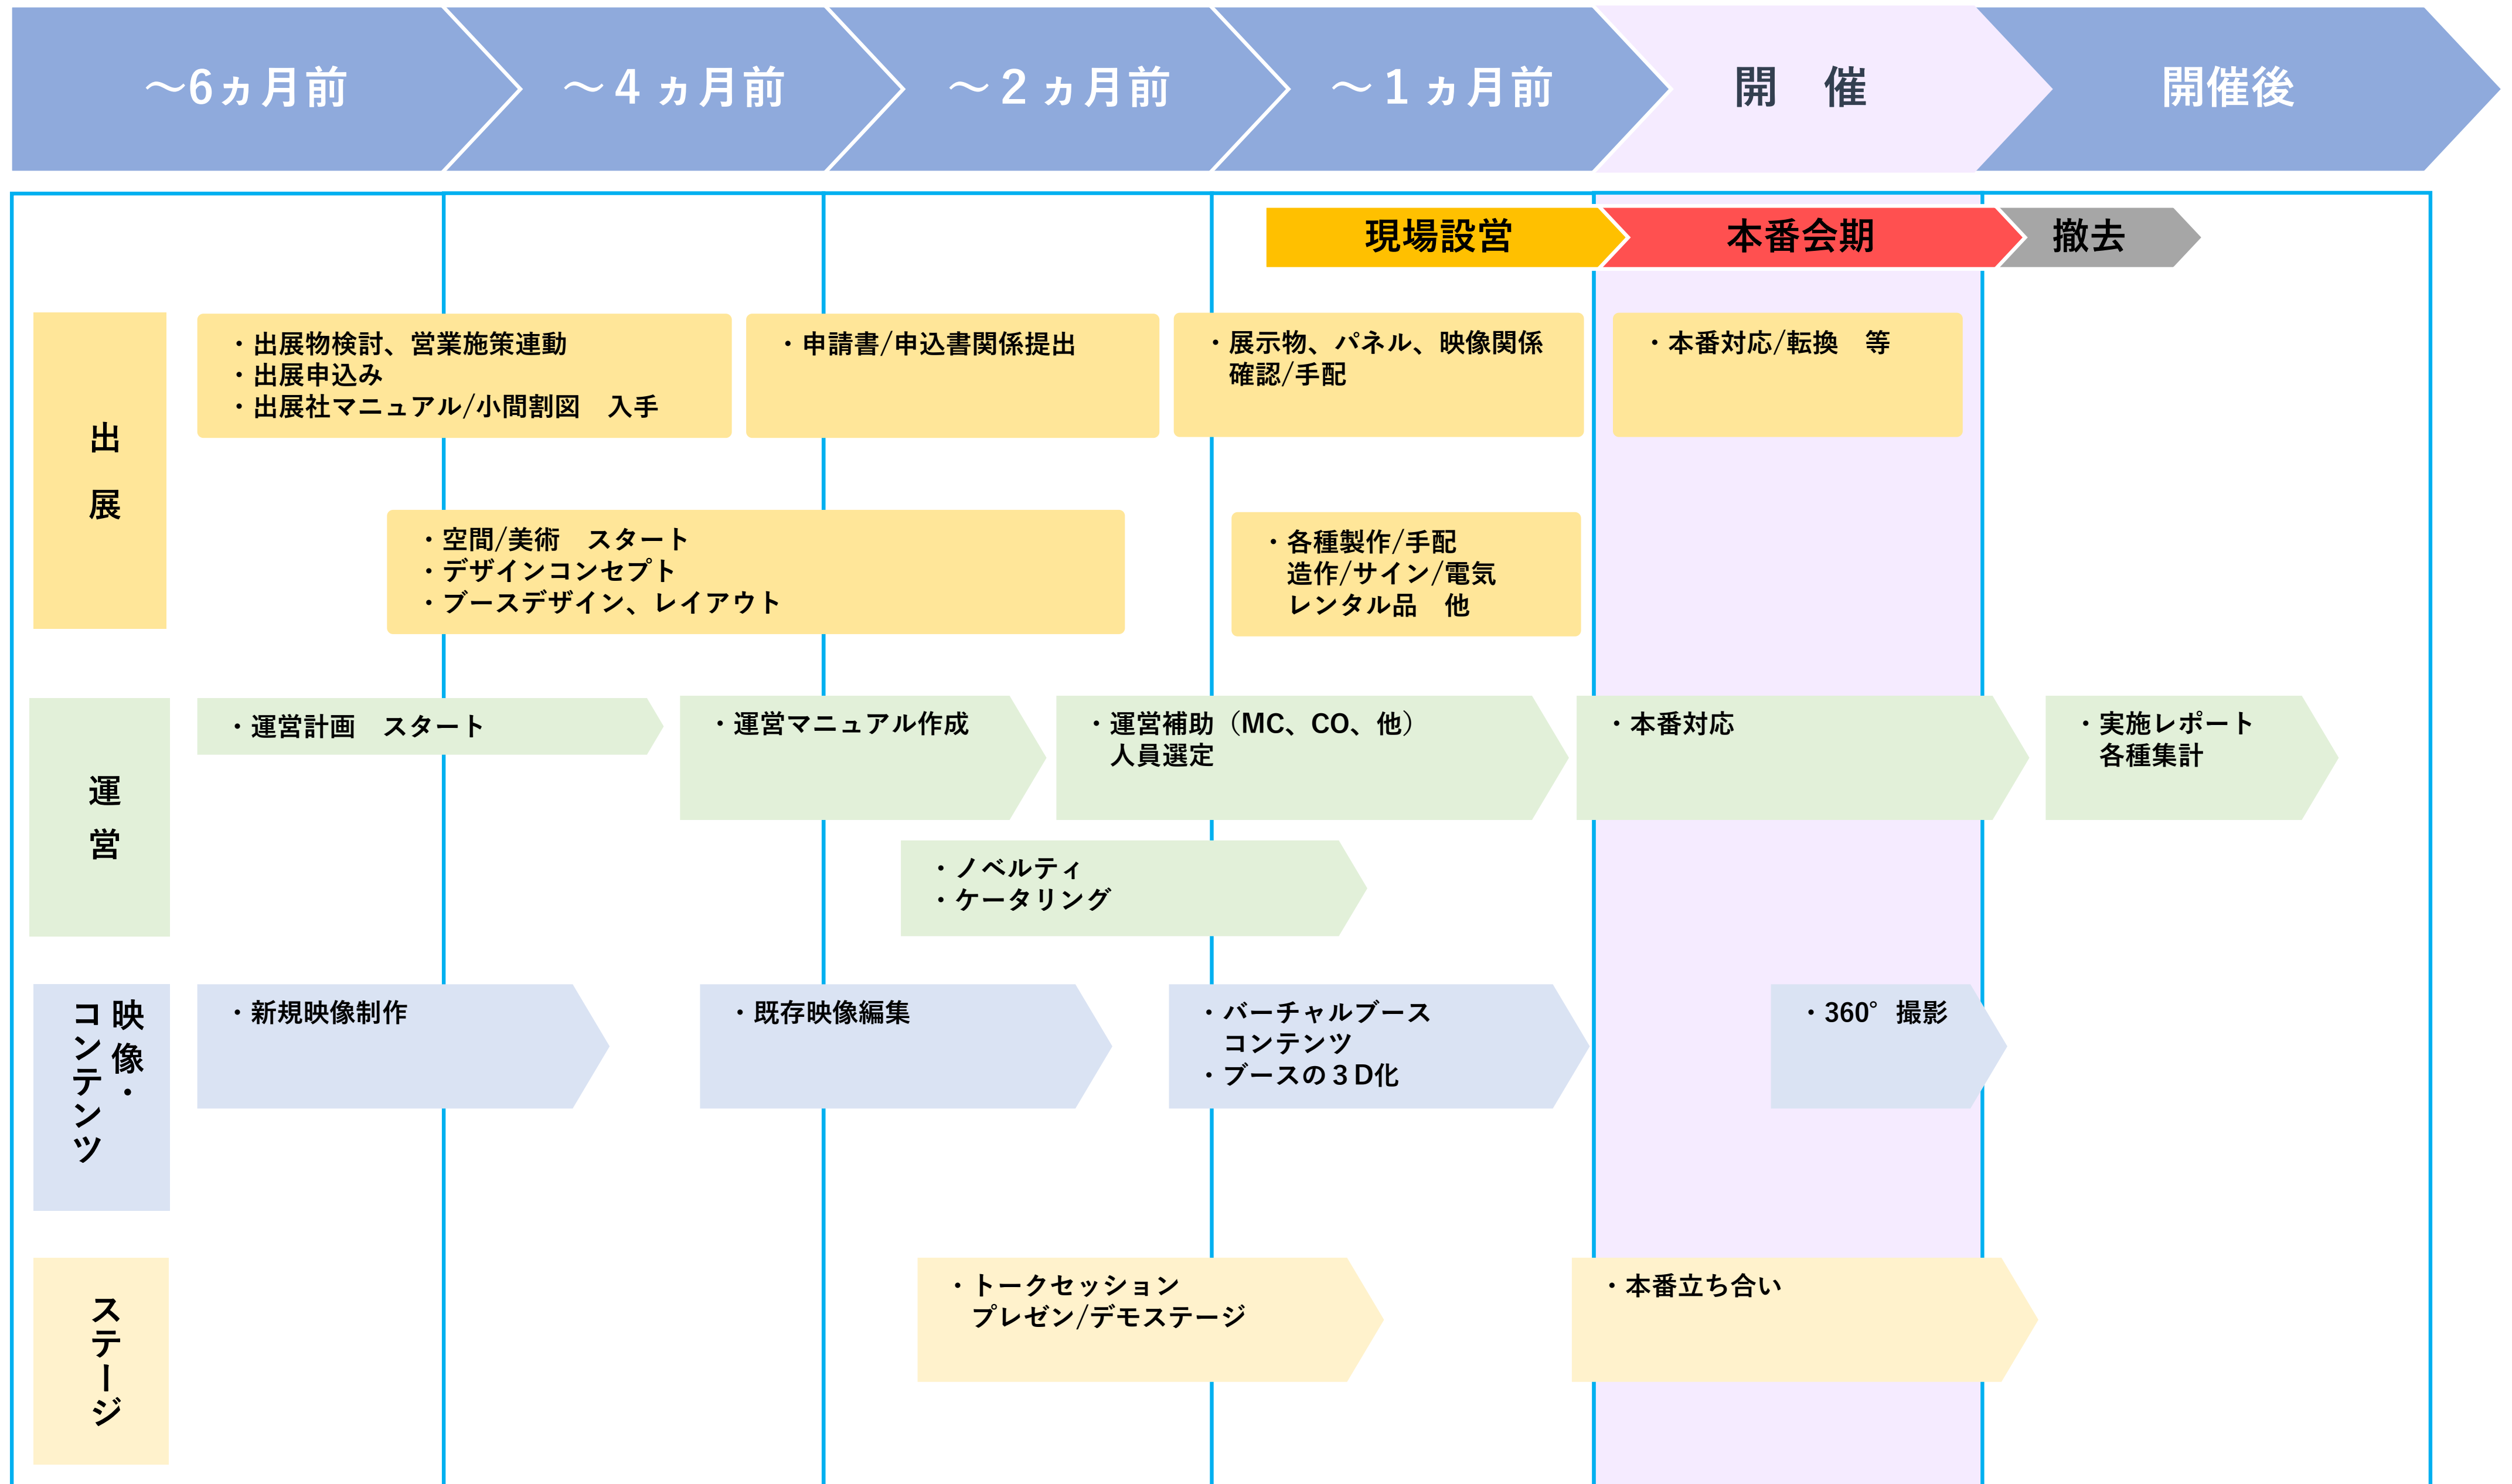 ～6ヵ月前
～４ヵ月前
～２ヵ月前
～１ヵ月前
開　催
開催後
現場設営
本番会期
撤去
出展
・出展物検討、営業施策連動
・出展申込み
・出展社マニュアル/小間割図　入手
・申請書/申込書関係提出
・展示物、パネル、映像関係
確認/手配
・本番対応/転換　等
・空間/美術　スタート
・デザインコンセプト
・ブースデザイン、レイアウト
・各種製作/手配
造作/サイン/電気
レンタル品　他
運営
・運営計画　スタート
・運営マニュアル作成
・運営補助（MC、CO、他）
人員選定
・本番対応
・実施レポート
各種集計
・ノベルティ
・ケータリング
映像・
コンテンツ
・新規映像制作
・既存映像編集
・バーチャルブース
コンテンツ
・ブースの３D化
・360°撮影
ステージ
・トークセッション
プレゼン/デモステージ
・本番立ち合い